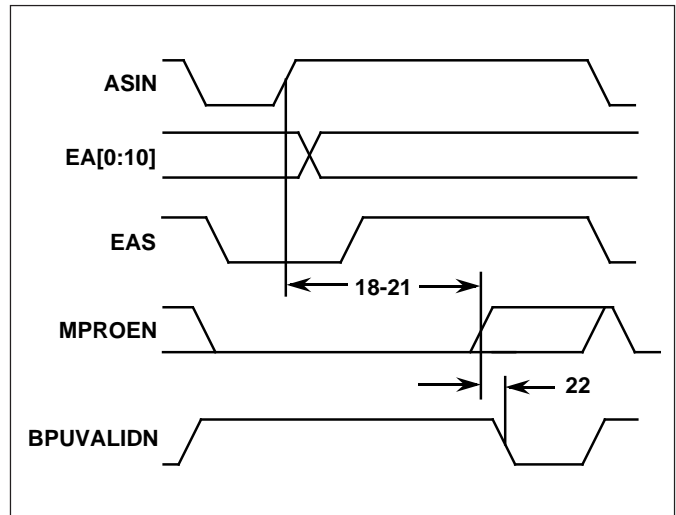 ASIN
EA[0:10]
EAS
18-21
MPROEN
22
BPUVALIDN